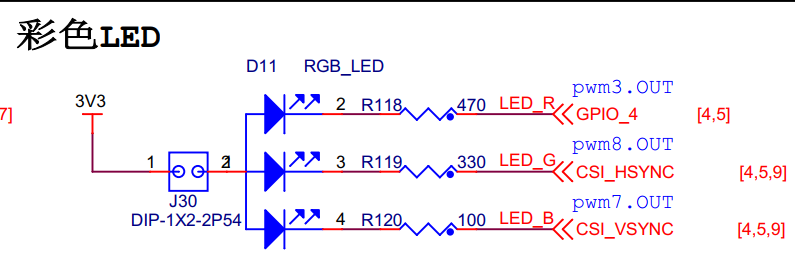 彩色LED
D11 RGB_LED
pwm3.OUT
3V3 2 R118 470 LED_R GPIO_4 [4,5]
7]
pwm8.OUT
1 3 R119 330 LED_G CSI_HSYNC [4,5,9]
J30
pwm7.OUT
DIP-1X2-2P54 4 R120 100 LED_B CSI_VSYNC [4,5,9]